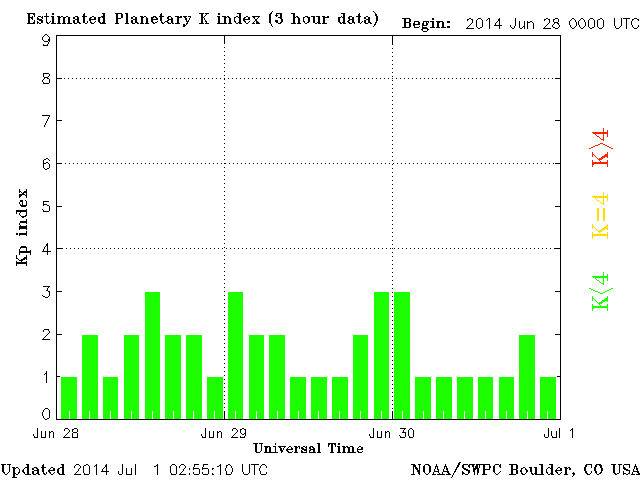 Estimated Planetary K index (3 hour data) Begin: 2014 Jun 28 0000 UTC
9
8
7
6
5
4
3
2
1
0
Kp index
K>4
K=4
K<4
Jun 28 Jun 29 Jun 30 Jul 1
Universal Time
Updated 2014 Jul 1 02:55:10 UTC NOAA/SWPC Boulder, CO USA